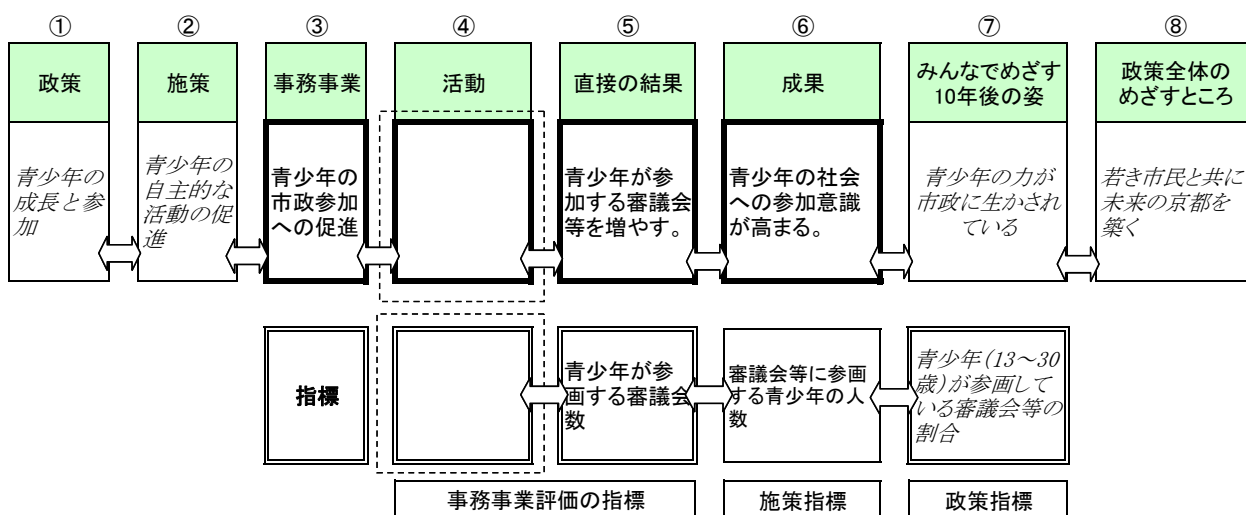 ①
②
③
④
⑤
⑥
⑦
⑧
政策
施策
事務事業
活動
直接の結果
成果
みんなでめざす
10年後の姿
政策全体の
めざすところ
青少年の
成長と参
加
青少年の
自主的な
活動の促
進
青少年の
市政参加
への促進
青少年が参
加する審議会
等を増やす。
青少年の社会
への参加意識
が高まる。
青少年の力が
市政に生かされ
ている
若き市民と共に
未来の京都を
築く
指標
青少年が参
画する審議会
数
審議会等に参画
する青少年の人
数
青少年(13～30
歳)が参画して
いる審議会等の
割合
事務事業評価の指標
施策指標
政策指標